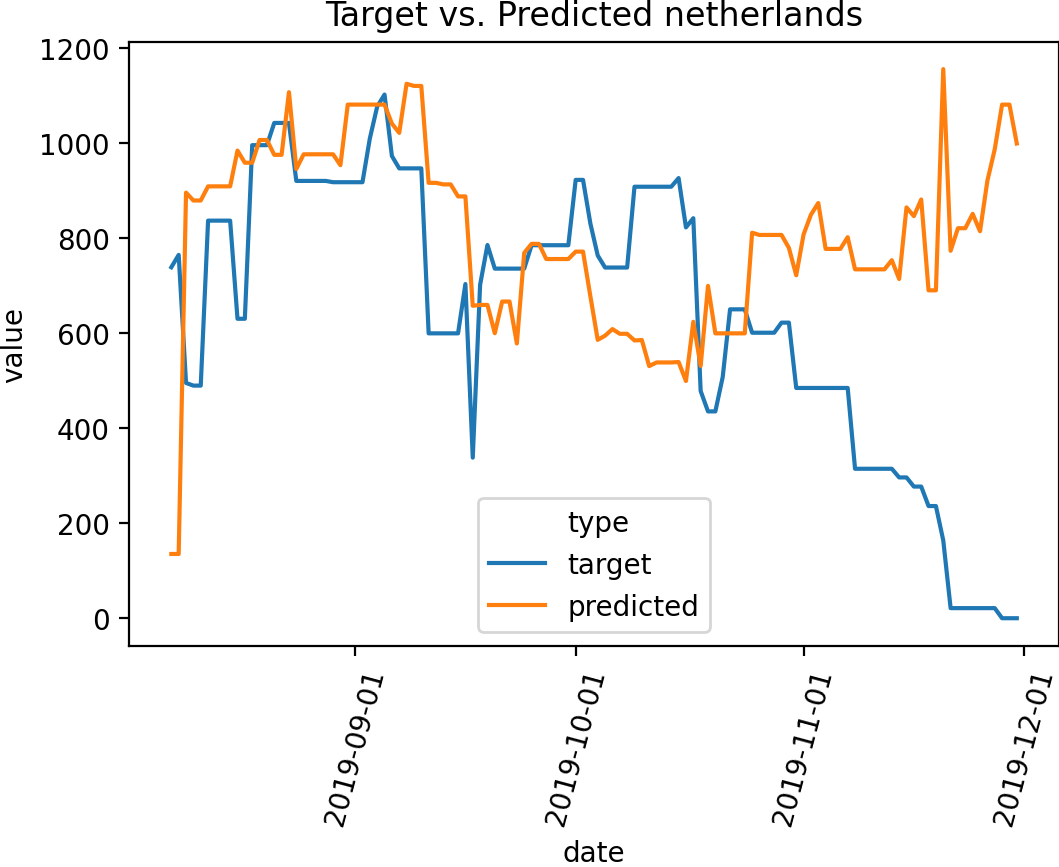 Target vs. Predicted netherlands
1200
1000
800
600
400
200
0
value
type
target
predicted
2019-09-01
2019-10-01
2019-11-01
2019-12-01
date